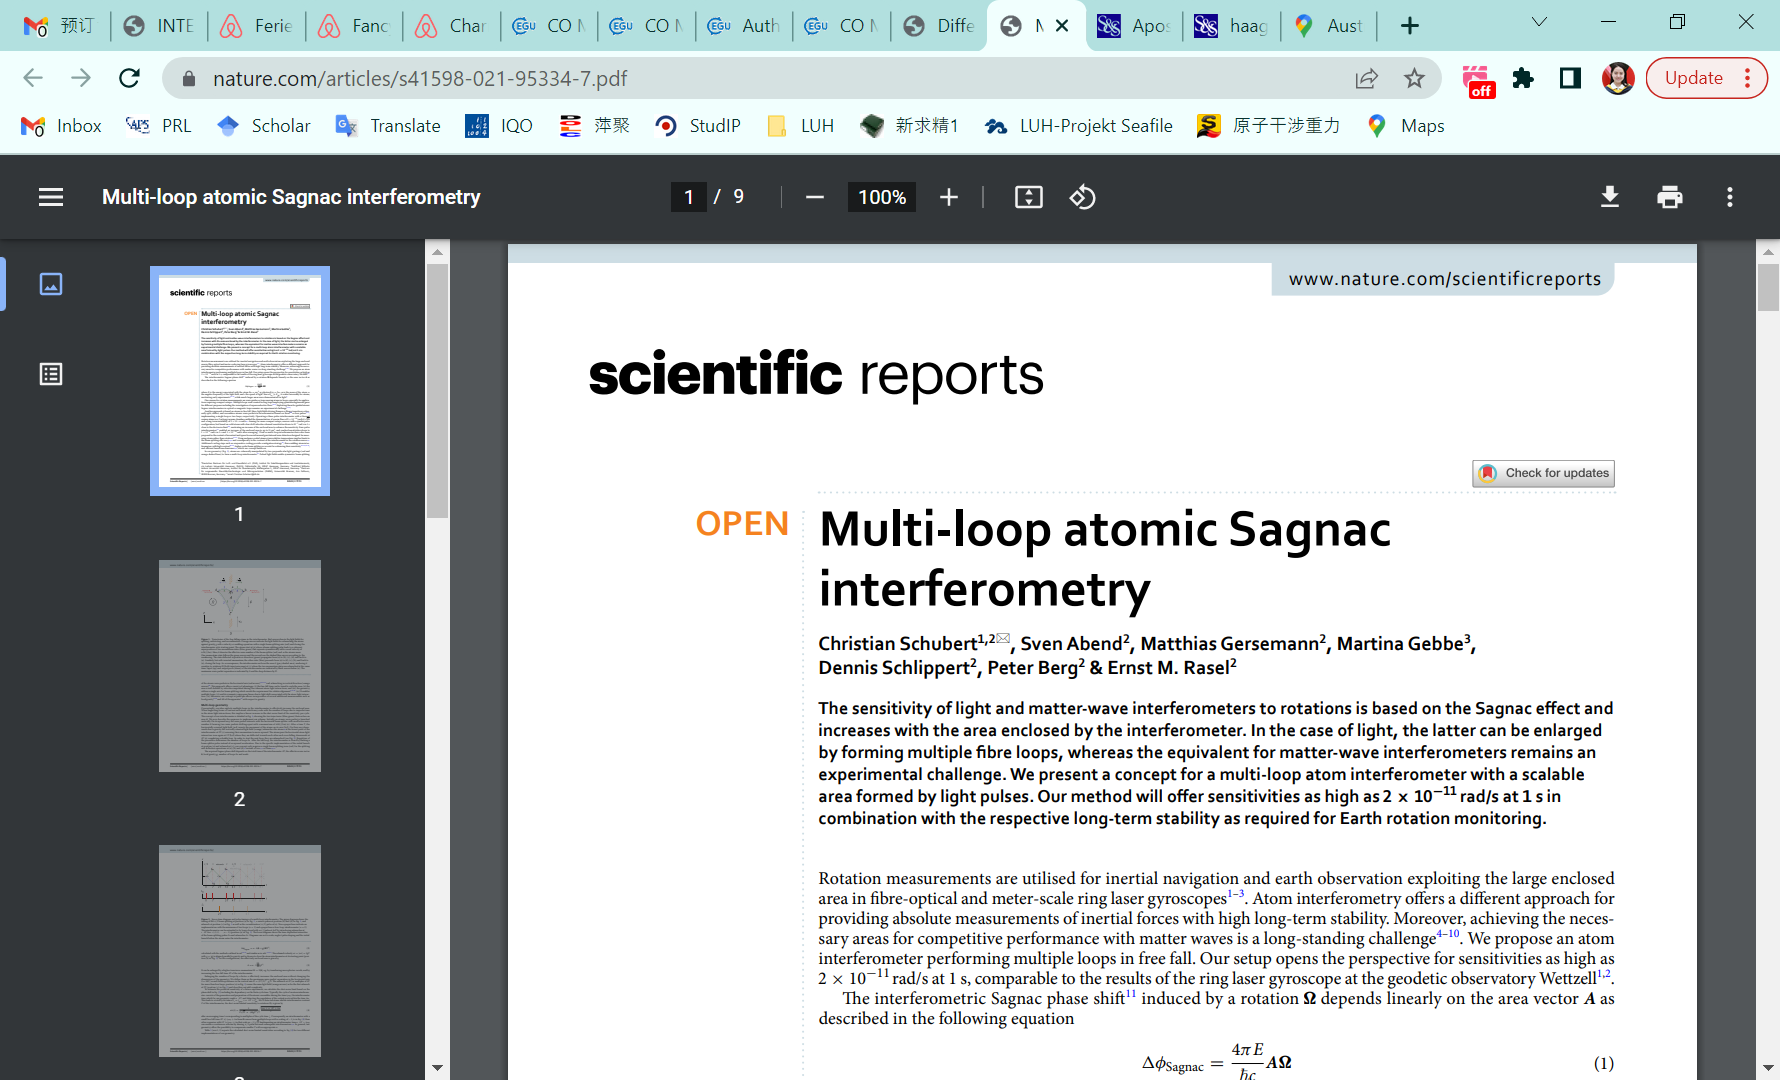 预订
INTE
Ferie
Fanc
Char
EGU
CO N
EGU
CO N
EGU
Auth
EGU
CO N
Diffe
S&S
Apos
S&S
haag
Aust
nature.com/articles/s41598-021-95334-7.pdf
off
Update
Inbox
APS
PRL
Scholar
Translate
IQO
萍聚
StudIP
LUH
新求精1
LUH-Projekt Seafile
原子干涉重力
Maps
Multi-loop atomic Sagnac interferometry
1 / 9
100%
1
2
www.nature.com/scientificreports
scientific reports
Check for updates
OPEN
Multi-loop atomic Sagnac
interferometry
Christian Schubert1,2✉, Sven Abend2, Matthias Gersemann2, Martina Gebbe3,
Dennis Schlippert2, Peter Berg2 & Ernst M. Rasel2
The sensitivity of light and matter-wave interferometers to rotations is based on the Sagnac effect and
increases with the area enclosed by the interferometer. In the case of light, the latter can be enlarged
by forming multiple fibre loops, whereas the equivalent for matter-wave interferometers remains an
experimental challenge. We present a concept for a multi-loop atom interferometer with a scalable
area formed by light pulses. Our method will offer sensitivities as high as 2 × 10−11 rad/s at 1 s in
combination with the respective long-term stability as required for Earth rotation monitoring.
Rotation measurements are utilised for inertial navigation and earth observation exploiting the large enclosed
area in fibre-optical and meter-scale ring laser gyroscopes1–3. Atom interferometry offers a different approach for
providing absolute measurements of inertial forces with high long-term stability. Moreover, achieving the neces-
sary areas for competitive performance with matter waves is a long-standing challenge4–10. We propose an atom
interferometer performing multiple loops in free fall. Our setup opens the perspective for sensitivities as high as
2 × 10−11 rad/s at 1 s, comparable to the results of the ring laser gyroscope at the geodetic observatory Wettzell1,2.
The interferometric Sagnac phase shift11 induced by a rotation Ω depends linearly on the area vector A as
described in the following equation
ΔϕSagnac = 4πE/ħc AΩ (1)